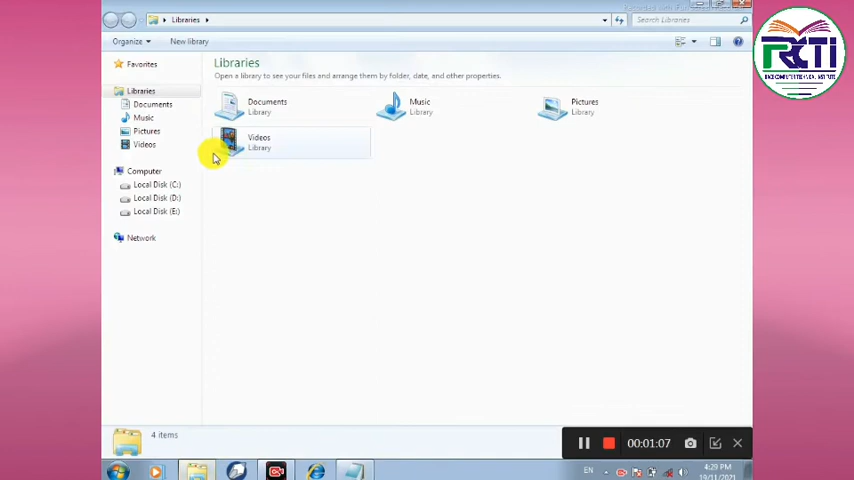 Libraries
Search Libraries
Organize
New library
Favorites
Libraries
Documents
Music
Pictures
Videos
Computer
Local Disk (C:)
Local Disk (D:)
Local Disk (E:)
Network
Libraries
Open a library to see your files and arrange them by folder, date, and other properties.
Documents
Library
Music
Library
Pictures
Library
Videos
Library
4 items
00:01:07
EN
4:29 PM
19/11/2021
RCTI